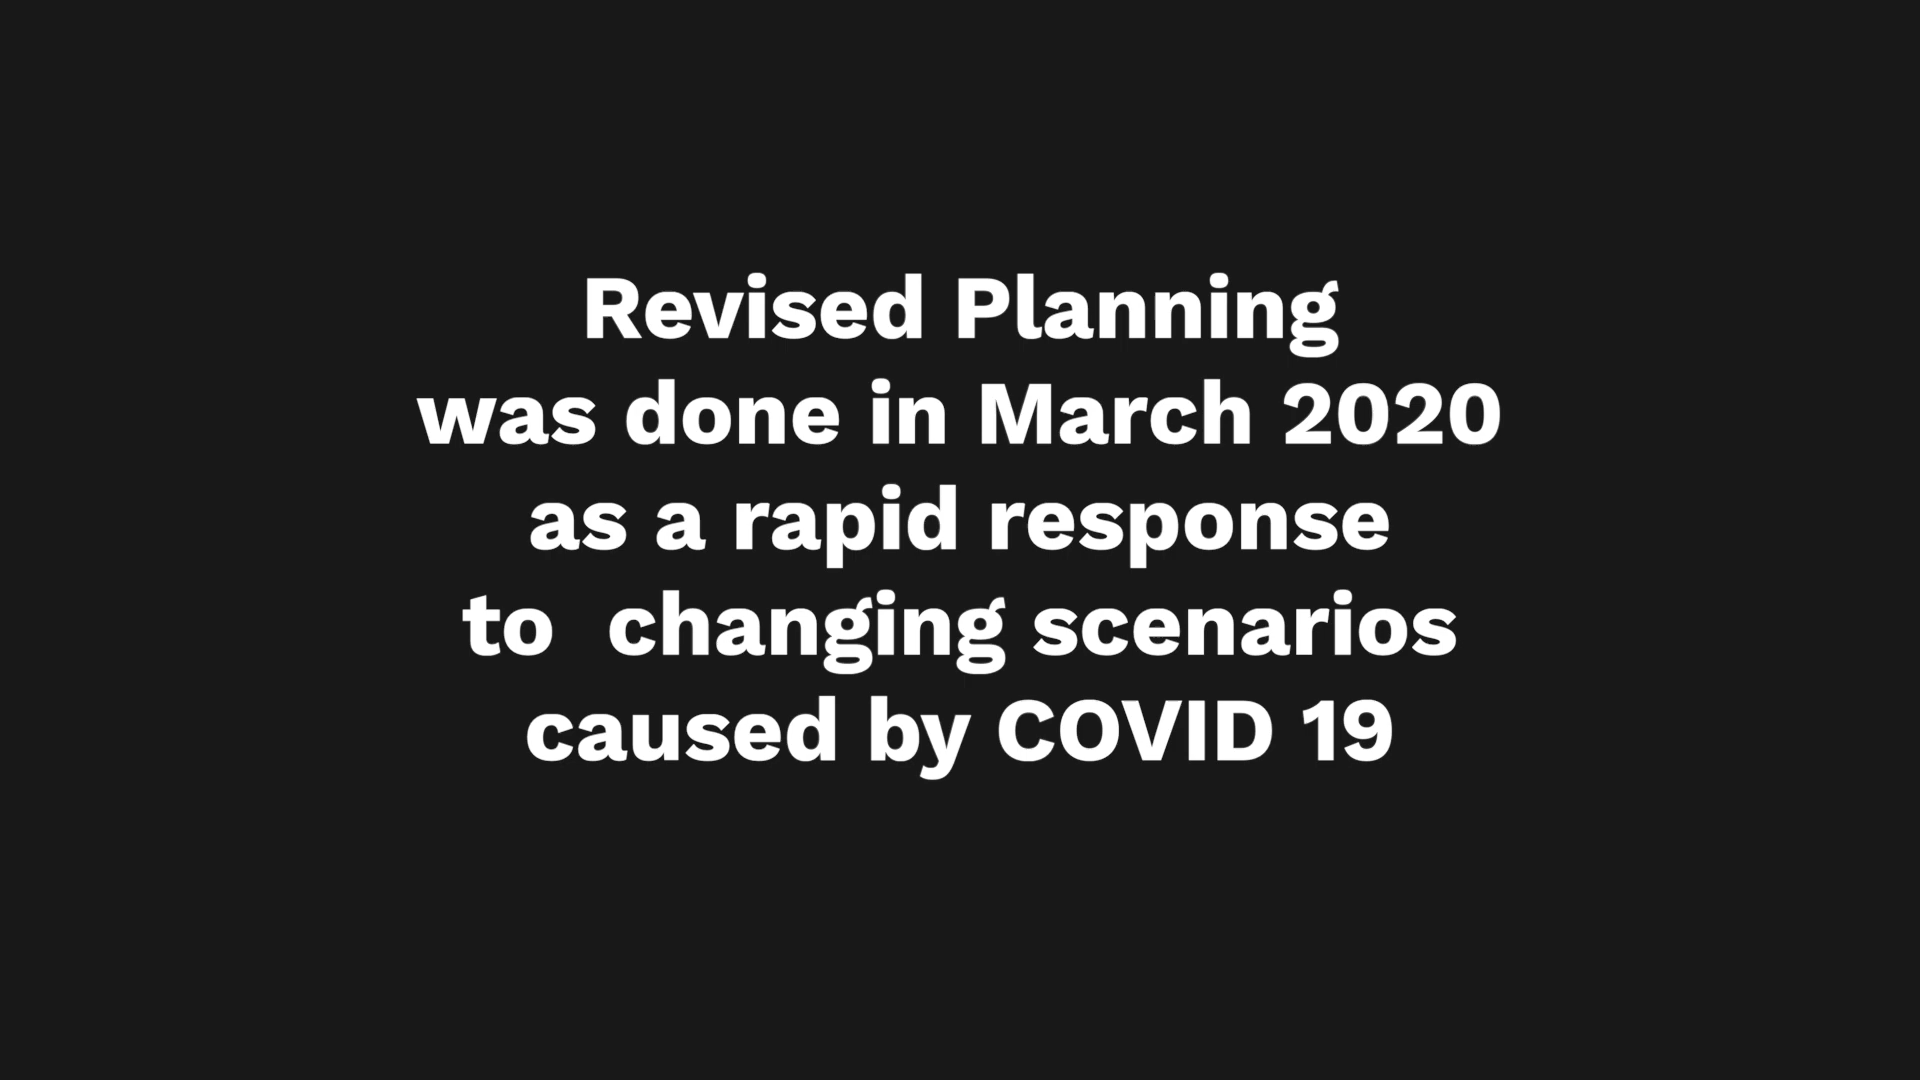 Revised Planning
was done in March 2020
as a rapid response
to  changing scenarios
caused by COVID 19